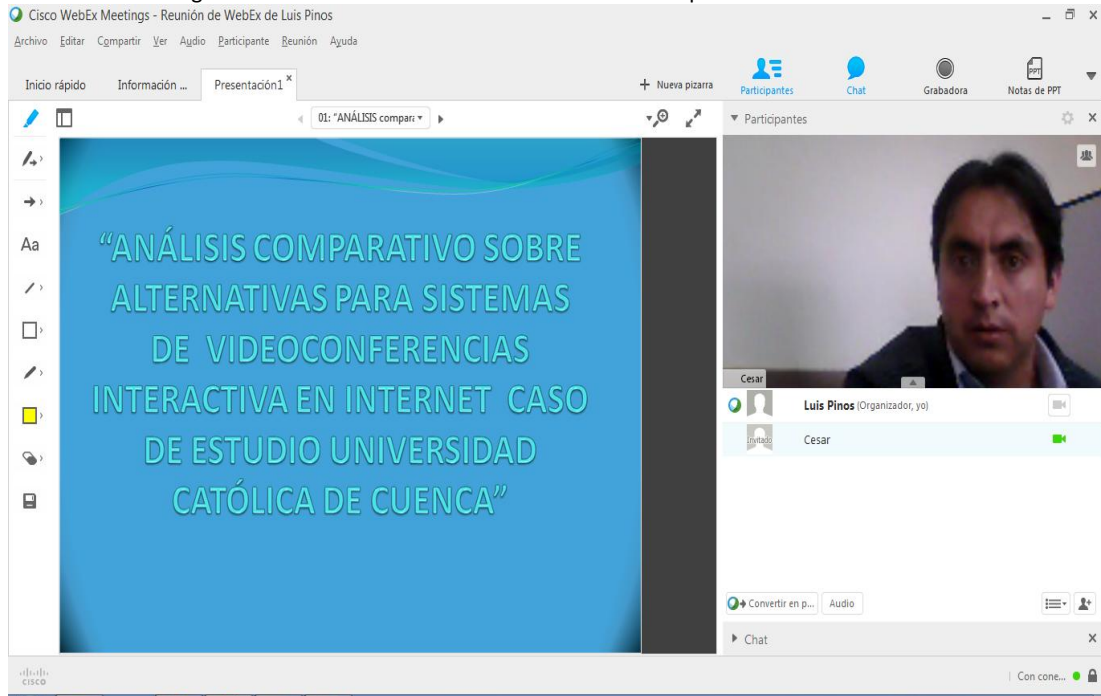 Cisco WebEx Meetings - Reunión de WebEx de Luis Pinos
Archivo Editar Compartir Ver Audio Participante Reunión Ayuda
Inicio rápido Información ... Presentación1 Nueva pizarra Participantes Chat Grabadora Notas de PPT
01: "ANÁLISIS compara
Participantes
Aa
"ANÁLISIS COMPARATIVO SOBRE
ALTERNATIVAS PARA SISTEMAS
DE VIDEOCONFERENCIAS
INTERACTIVA EN INTERNET CASO
DE ESTUDIO UNIVERSIDAD
CATÓLICA DE CUENCA"
Cesar
Luis Pinos (Organizador, yo)
Invitado Cesar
Convertir en p... Audio
Chat
CISCO
Con cone...